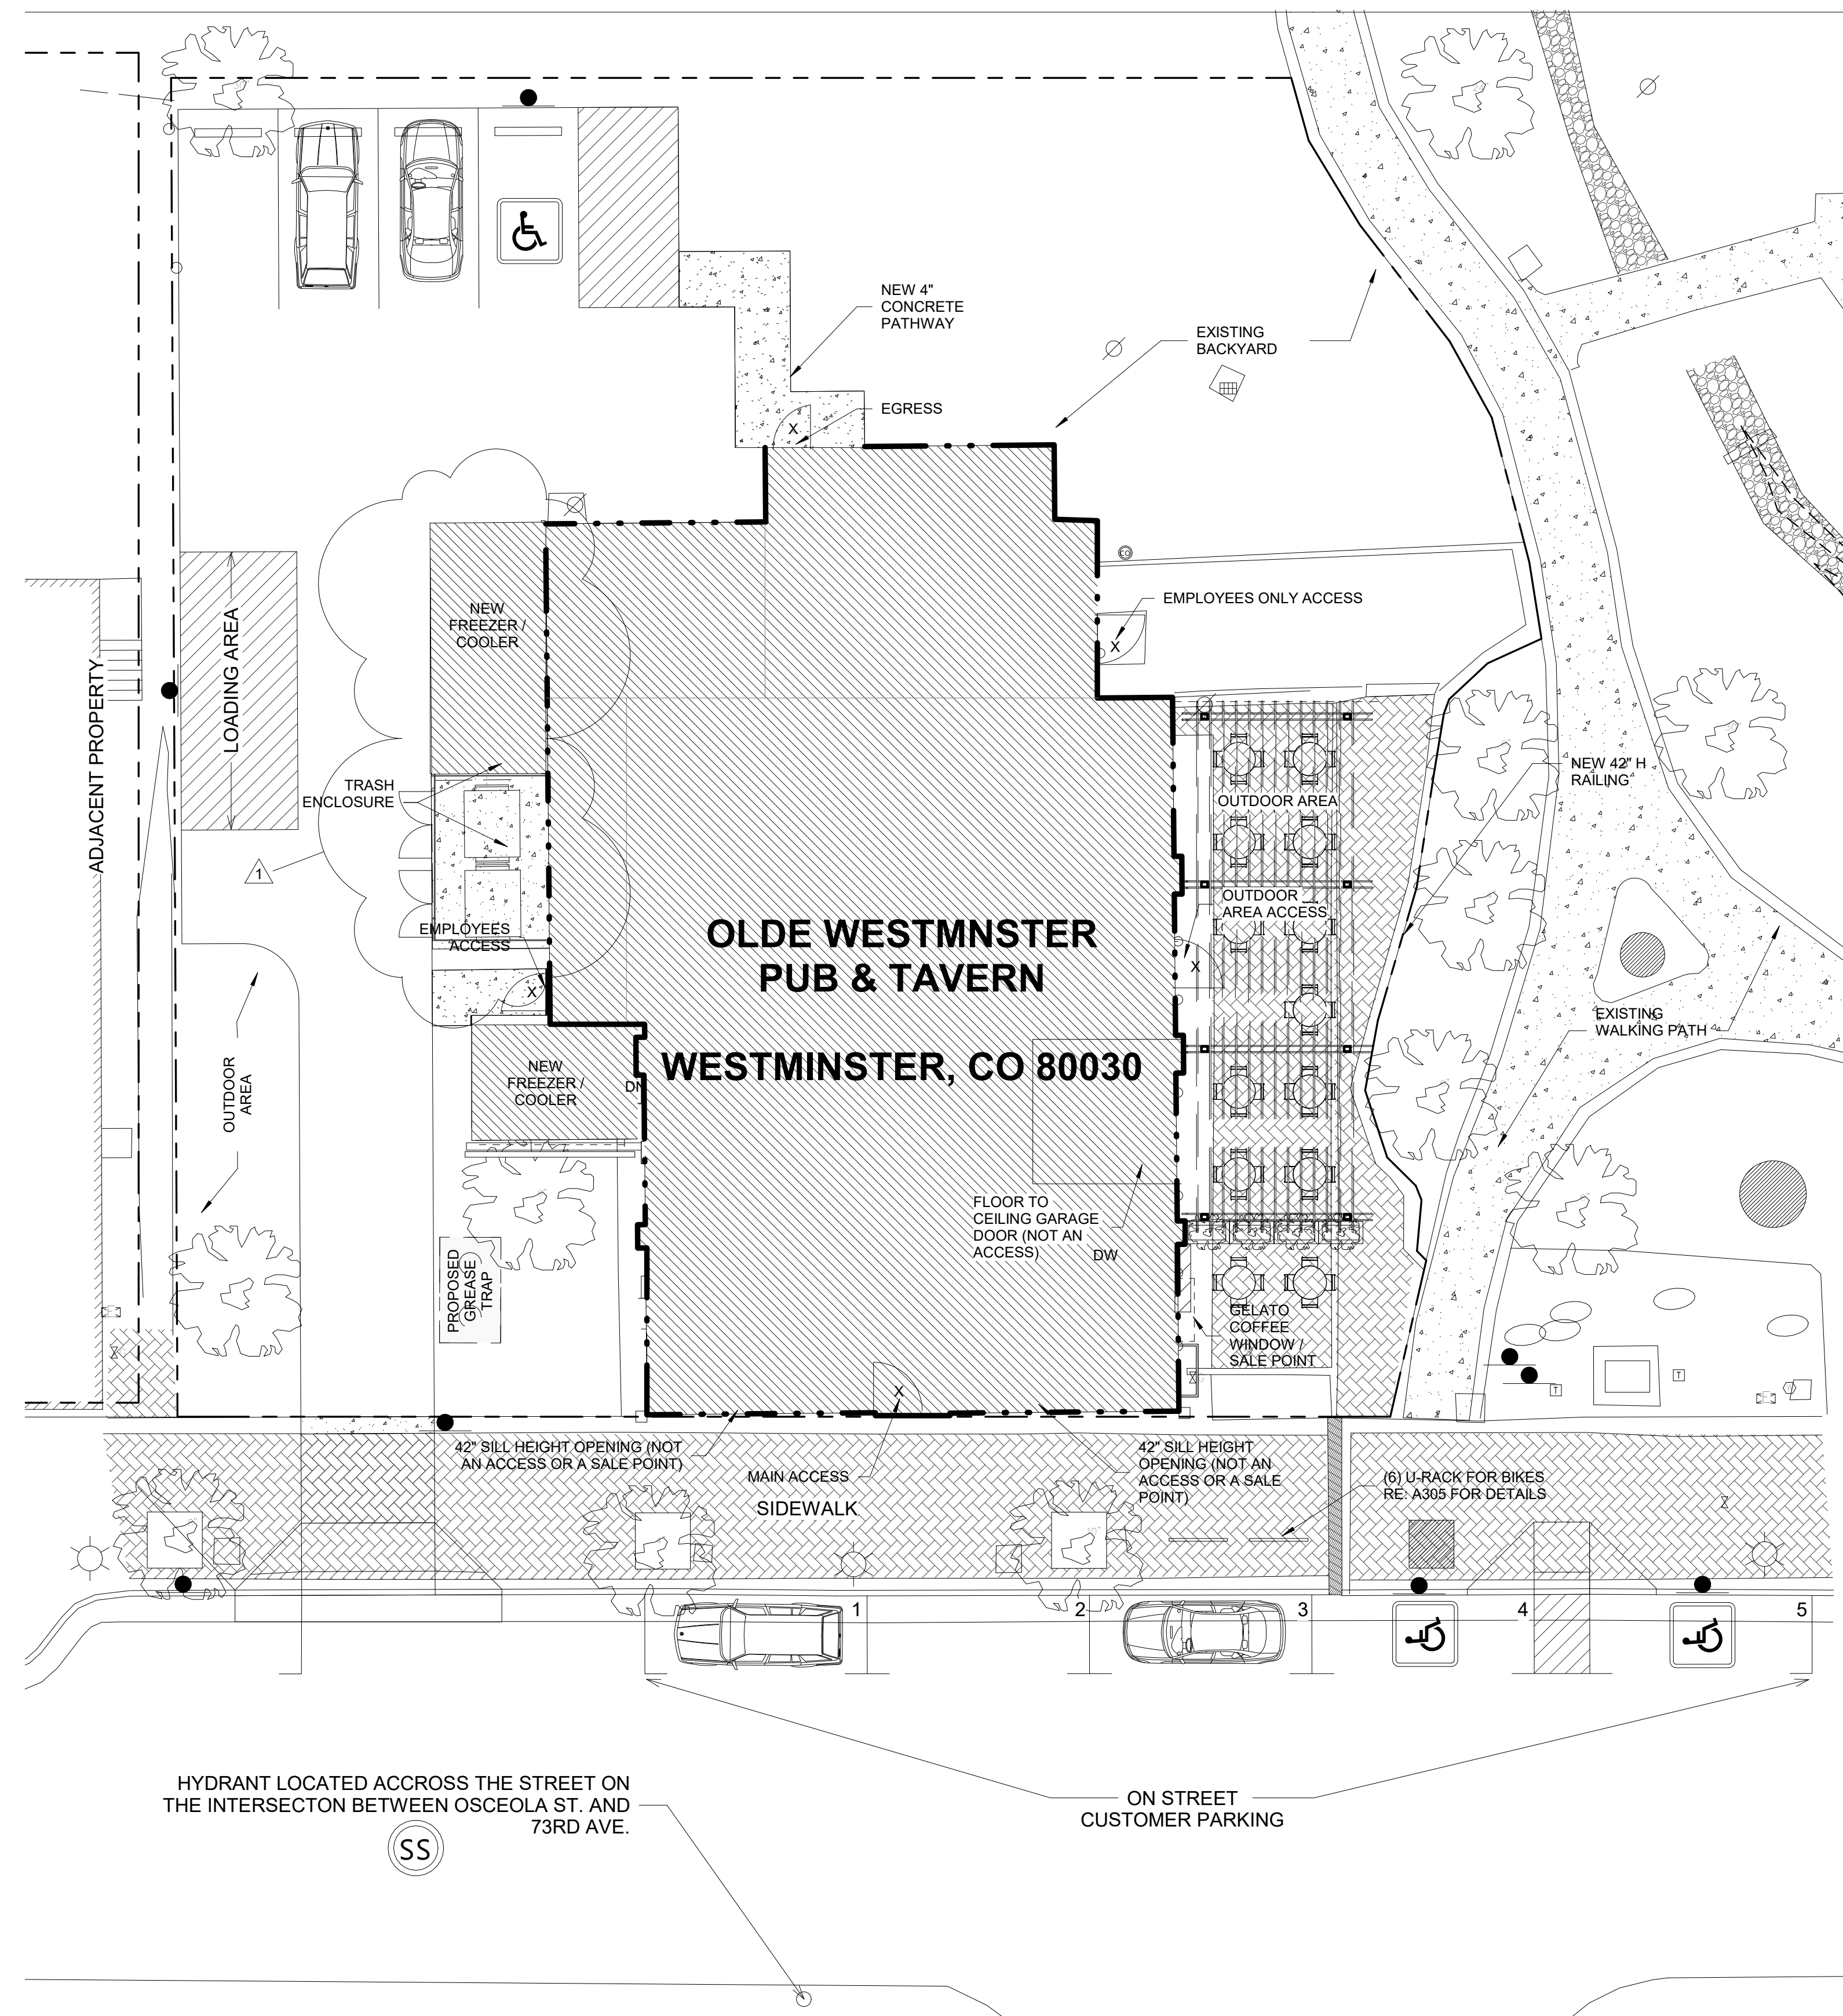 NEW 4"
CONCRETE
PATHWAY
EXISTING
BACKYARD
EGRESS
CO
EMPLOYEES ONLY ACCESS
X
X
NEW
FREEZER /
COOLER
LOADING AREA
ADJACENT PROPERTY
TRASH
ENCLOSURE
1
NEW 42" H
RAILING
OUTDOOR AREA
OUTDOOR
AREA ACCESS
X
EMPLOYEES
ACCESS
X
OLDE WESTMNSTER
PUB & TAVERN
WESTMINSTER, CO 80030
EXISTING
WALKING PATH
NEW
FREEZER /
COOLER
DN
OUTDOOR
AREA
FLOOR TO
CEILING GARAGE
DOOR (NOT AN
ACCESS)
DW
PROPOSED
GREASE
TRAP
GELATO
COFFEE
WINDOW /
SALE POINT
T
T
X
42" SILL HEIGHT OPENING (NOT
AN ACCESS OR A SALE POINT)
MAIN ACCESS
SIDEWALK
42" SILL HEIGHT
OPENING (NOT AN
ACCESS OR A SALE
POINT)
(6) U-RACK FOR BIKES
RE: A305 FOR DETAILS
1
2
3
4
5
HYDRANT LOCATED ACCROSS THE STREET ON
THE INTERSECTON BETWEEN OSCEOLA ST. AND
73RD AVE.
SS
ON STREET
CUSTOMER PARKING